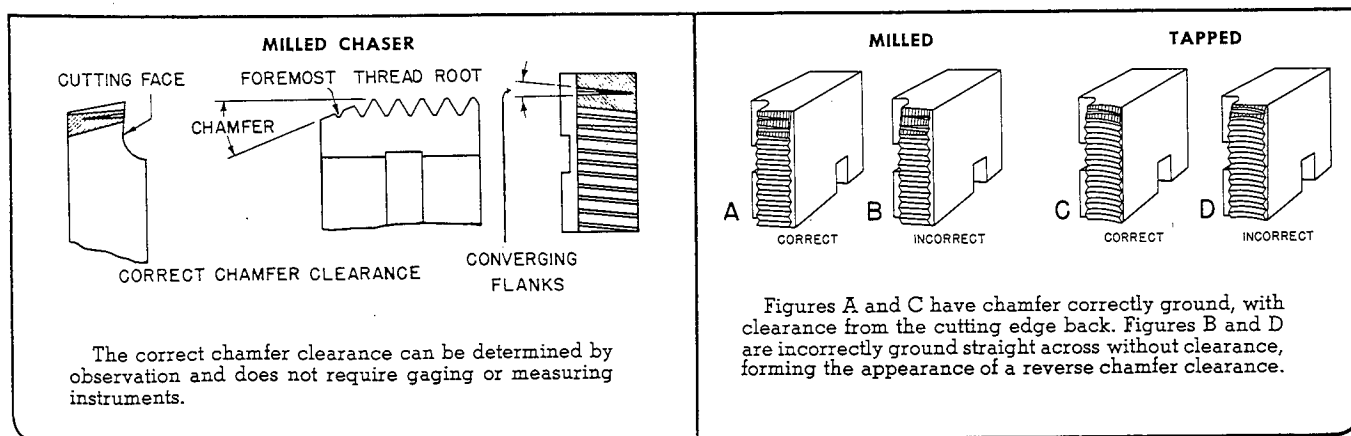 MILLED CHASER
CUTTING FACE
FOREMOST THREAD ROOT
CHAMFER
CORRECT CHAMFER CLEARANCE
CONVERGING
FLANKS
The correct chamfer clearance can be determined by
observation and does not require gaging or measuring
instruments.
MILLED
TAPPED
A
CORRECT
B
INCORRECT
C
CORRECT
D
INCORRECT
Figures A and C have chamfer correctly ground, with
clearance from the cutting edge back. Figures B and D
are incorrectly ground straight across without clearance,
forming the appearance of a reverse chamfer clearance.